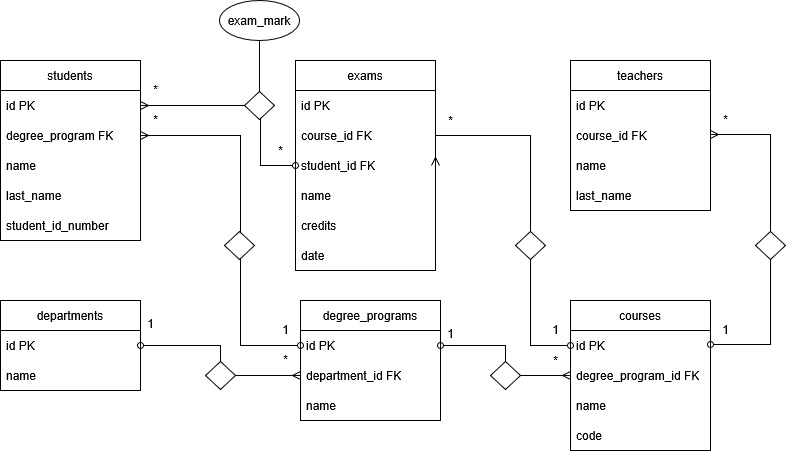 exam_mark
students
id PK
degree_program FK
name
last_name
student_id_number
*
*
exams
id PK
course_id FK
student_id FK
name
credits
date
*
*
teachers
id PK
course_id FK
name
last_name
*
departments
id PK
name
1
degree_programs
id PK
department_id FK
name
1
*
1
courses
id PK
degree_program_id FK
name
code
1
*
1